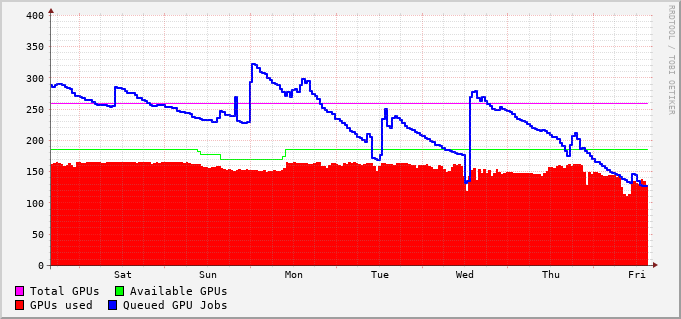 RRDTOOL / TOBI OETIKER
400
350
300
250
200
150
100
50
0
Sat Sun Mon Tue Wed Thu Fri
Total GPUs Available GPUs
GPUs used Queued GPU Jobs